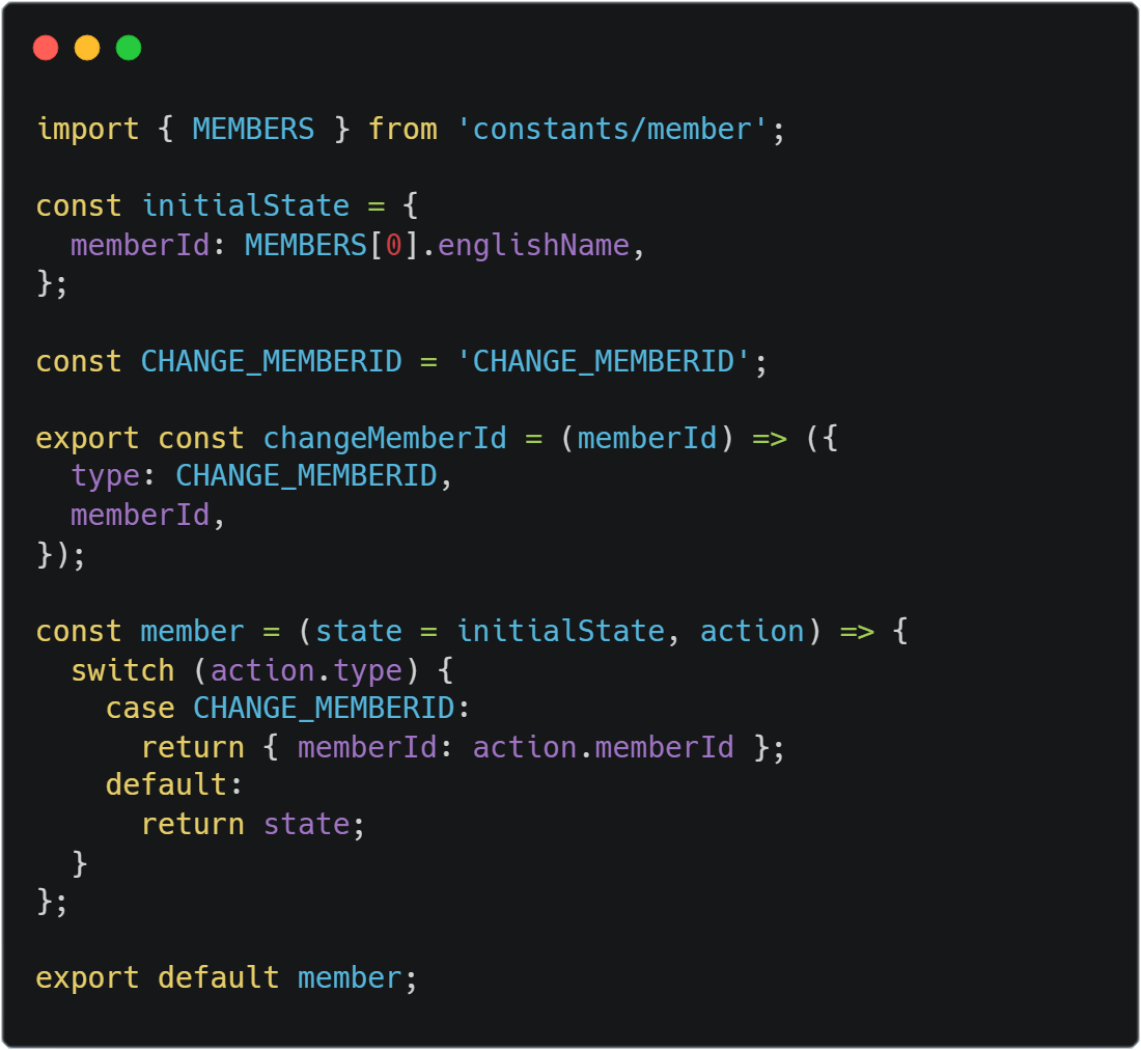 import { MEMBERS } from 'constants/member';

const initialState = {
  memberId: MEMBERS[0].englishName,
};

const CHANGE_MEMBERID = 'CHANGE_MEMBERID';

export const changeMemberId = (memberId) => ({
  type: CHANGE_MEMBERID,
  memberId,
});

const member = (state = initialState, action) => {
  switch (action.type) {
    case CHANGE_MEMBERID:
      return { memberId: action.memberId };
    default:
      return state;
  }
};

export default member;